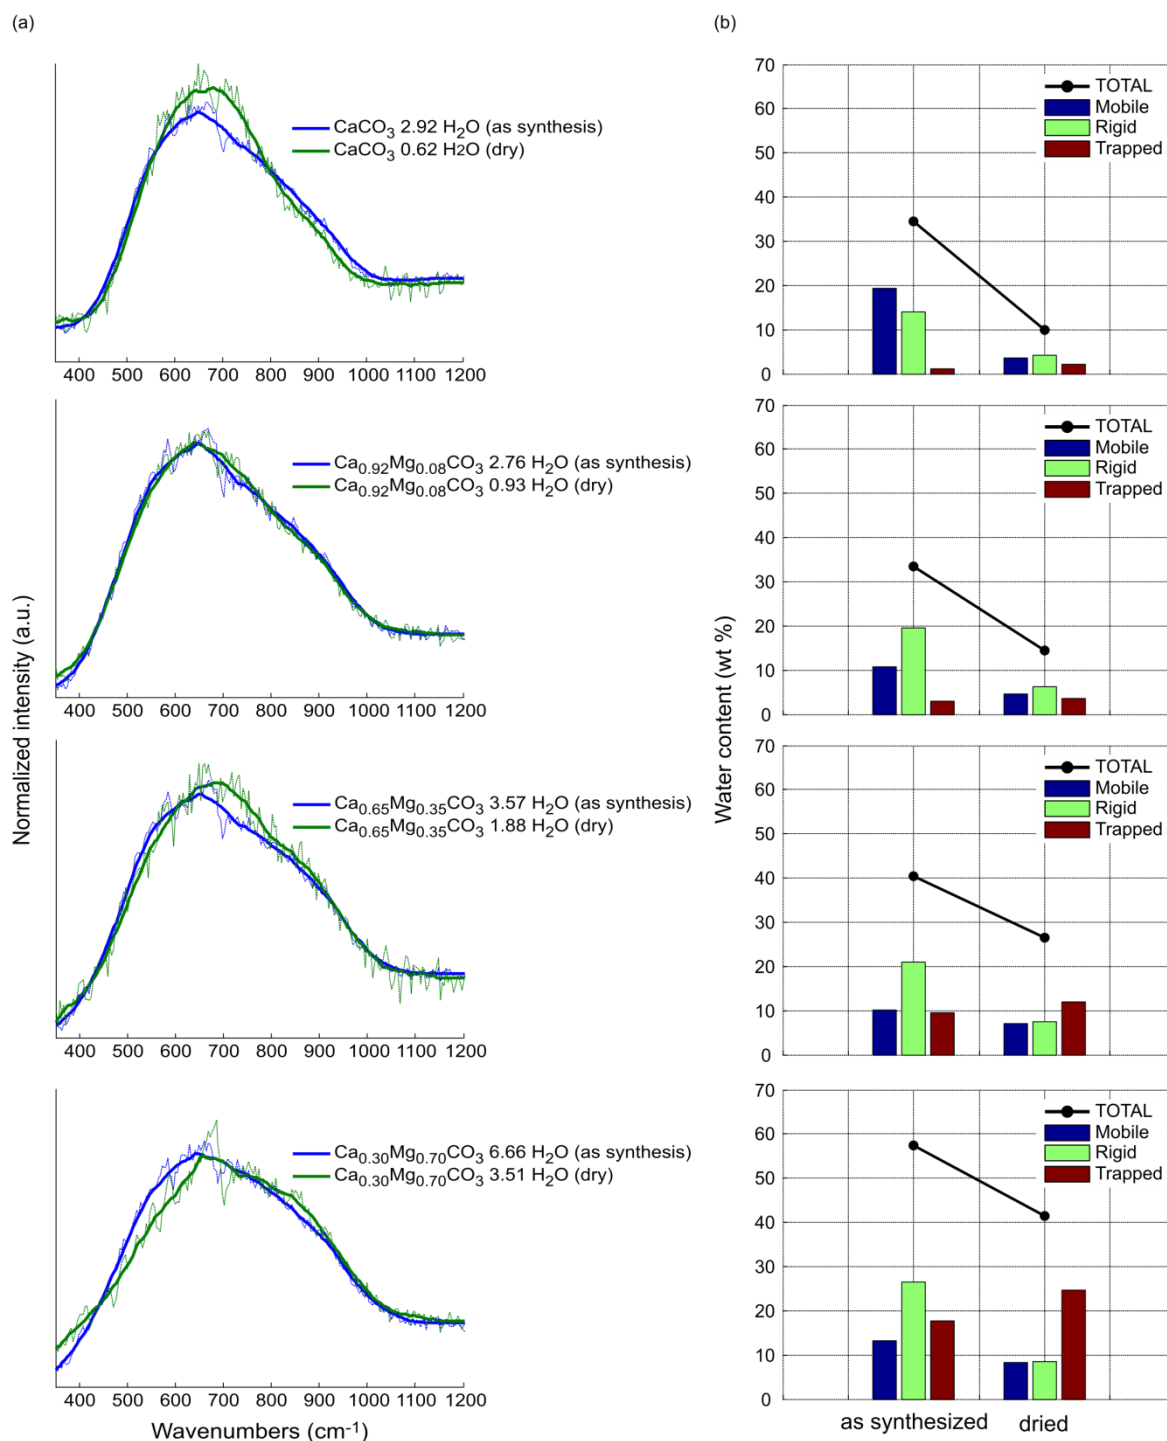 (a)
(b)
Normalized intensity (a.u.)
CaCO3 2.92 H2O (as synthesis)
CaCO3 0.62 H2O (dry)
400 500 600 700 800 900 1000 1100 1200
Ca0.92Mg0.08CO3 2.76 H2O (as synthesis)
Ca0.92Mg0.08CO3 0.93 H2O (dry)
400 500 600 700 800 900 1000 1100 1200
Ca0.65Mg0.35CO3 3.57 H2O (as synthesis)
Ca0.65Mg0.35CO3 1.88 H2O (dry)
400 500 600 700 800 900 1000 1100 1200
Ca0.30Mg0.70CO3 6.66 H2O (as synthesis)
Ca0.30Mg0.70CO3 3.51 H2O (dry)
400 500 600 700 800 900 1000 1100 1200
Wavenumbers (cm-1)
Water content (wt %)
70
60
50
40
30
20
10
0
TOTAL
Mobile
Rigid
Trapped
70
60
50
40
30
20
10
0
TOTAL
Mobile
Rigid
Trapped
70
60
50
40
30
20
10
0
TOTAL
Mobile
Rigid
Trapped
70
60
50
40
30
20
10
0
TOTAL
Mobile
Rigid
Trapped
as synthesized dried